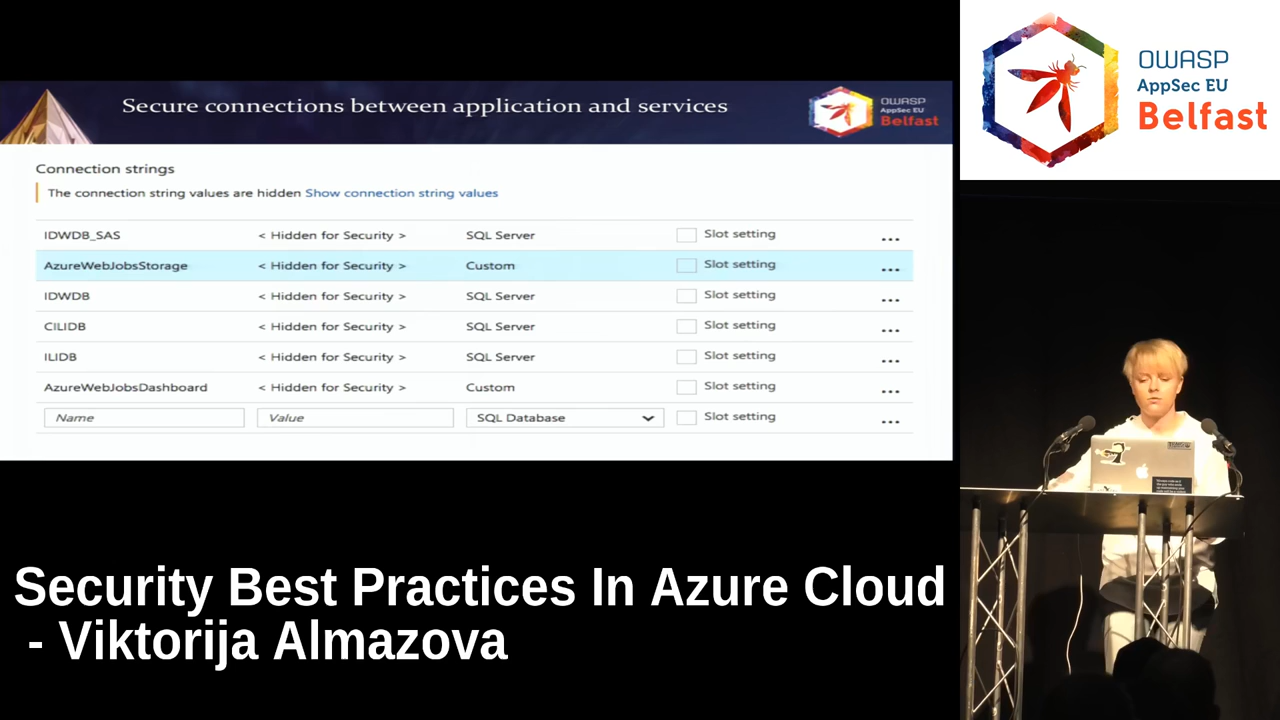 Secure connections between application and services
OWASP
AppSec EU
Belfast
Connection strings
The connection string values are hidden Show connection string values
IDWDB_SAS < Hidden for Security > SQL Server Slot setting ...
AzureWebJobsStorage < Hidden for Security > Custom Slot setting ...
IDWDB < Hidden for Security > SQL Server Slot setting ...
CILIDB < Hidden for Security > SQL Server Slot setting ...
ILIDB < Hidden for Security > SQL Server Slot setting ...
AzureWebJobsDashboard < Hidden for Security > Custom Slot setting ...
Name Value SQL Database Slot setting ...
OWASP
AppSec EU
Belfast
Security Best Practices In Azure Cloud
- Viktorija Almazova